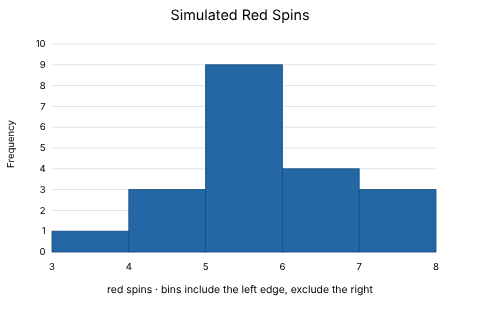 Simulated Red Spins
Frequency
10
9
8
7
6
5
4
3
2
1
0
3 4 5 6 7 8
red spins · bins include the left edge, exclude the right